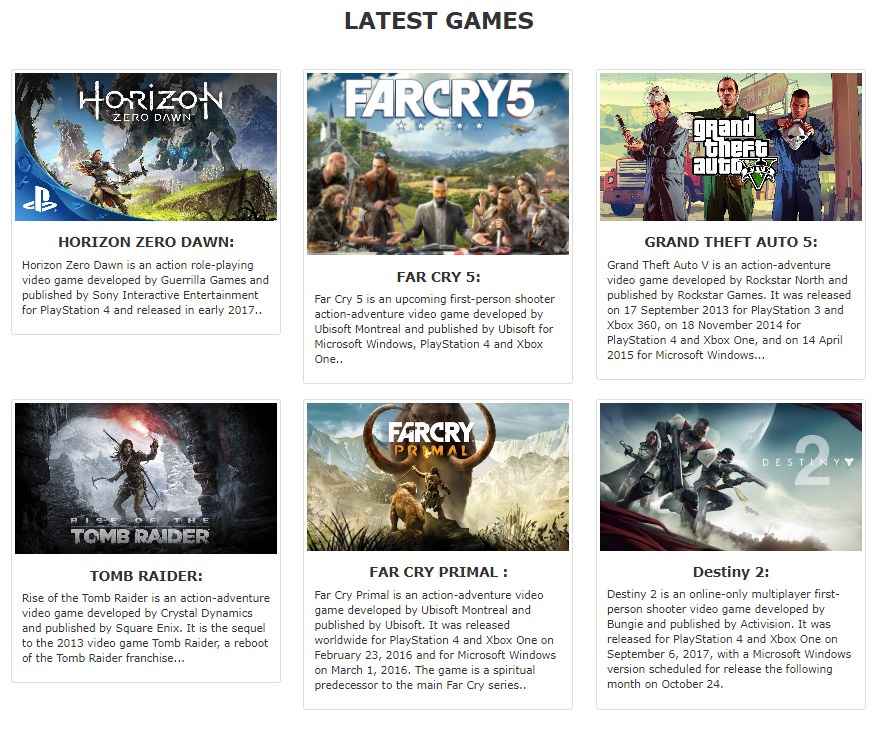 LATEST GAMES
HORIZON
ZERO DAWN
HORIZON ZERO DAWN:
Horizon Zero Dawn is an action role-playing
video game developed by Guerrilla Games and
published by Sony Interactive Entertainment
for PlayStation 4 and released in early 2017..
FARCRY5
FAR CRY 5:
Far Cry 5 is an upcoming first-person shooter
action-adventure video game developed by
Ubisoft Montreal and published by Ubisoft for
Microsoft Windows, PlayStation 4 and Xbox
One..
grand
theft
auto V
FIVE
GRAND THEFT AUTO 5:
Grand Theft Auto V is an action-adventure
video game developed by Rockstar North and
published by Rockstar Games. It was released
on 17 September 2013 for PlayStation 3 and
Xbox 360, on 18 November 2014 for
PlayStation 4 and Xbox One, and on 14 April
2015 for Microsoft Windows...
RISE OF THE
TOMB RAIDER
TOMB RAIDER:
Rise of the Tomb Raider is an action-adventure
video game developed by Crystal Dynamics
and published by Square Enix. It is the sequel
to the 2013 video game Tomb Raider, a reboot
of the Tomb Raider franchise...
FARCRY
PRIMAL
FAR CRY PRIMAL :
Far Cry Primal is an action-adventure video
game developed by Ubisoft Montreal and
published by Ubisoft. It was released
worldwide for PlayStation 4 and Xbox One on
February 23, 2016 and for Microsoft Windows
on March 1, 2016. The game is a spiritual
predecessor to the main Far Cry series..
DESTINY 2
Destiny 2:
Destiny 2 is an online-only multiplayer first-
person shooter video game developed by
Bungie and published by Activision. It was
released for PlayStation 4 and Xbox One on
September 6, 2017, with a Microsoft Windows
version scheduled for release the following
month on October 24.